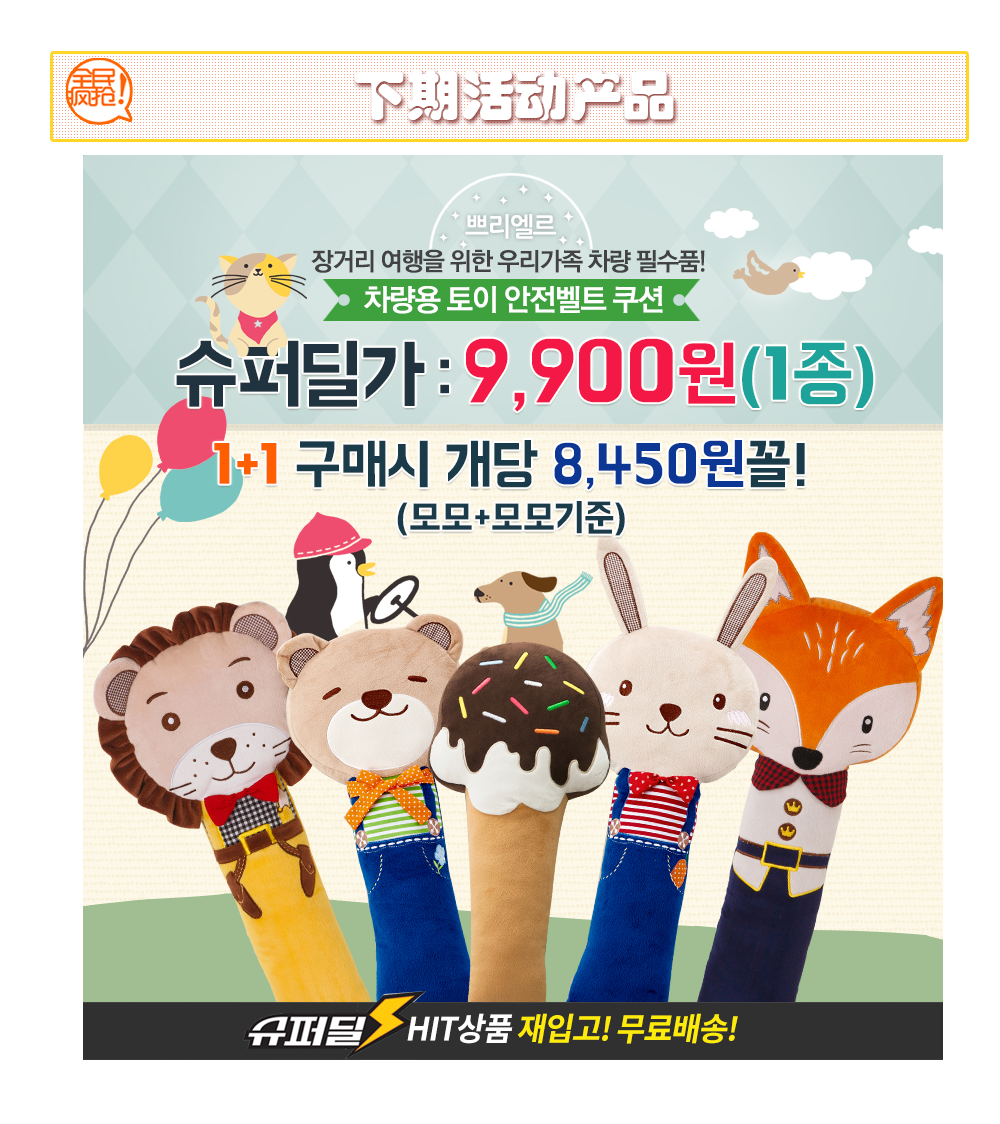 全民
疯抢!
下期活动产品
쁘리엘르
장거리 여행을 위한 우리가족 차량 필수품!
차량용 토이 안전벨트 쿠션
슈퍼딜가 : 9,900원(1종)
1+1 구매시 개당 8,450원꼴!
(모모+모모기준)
슈퍼딜 HIT상품 재입고! 무료배송!